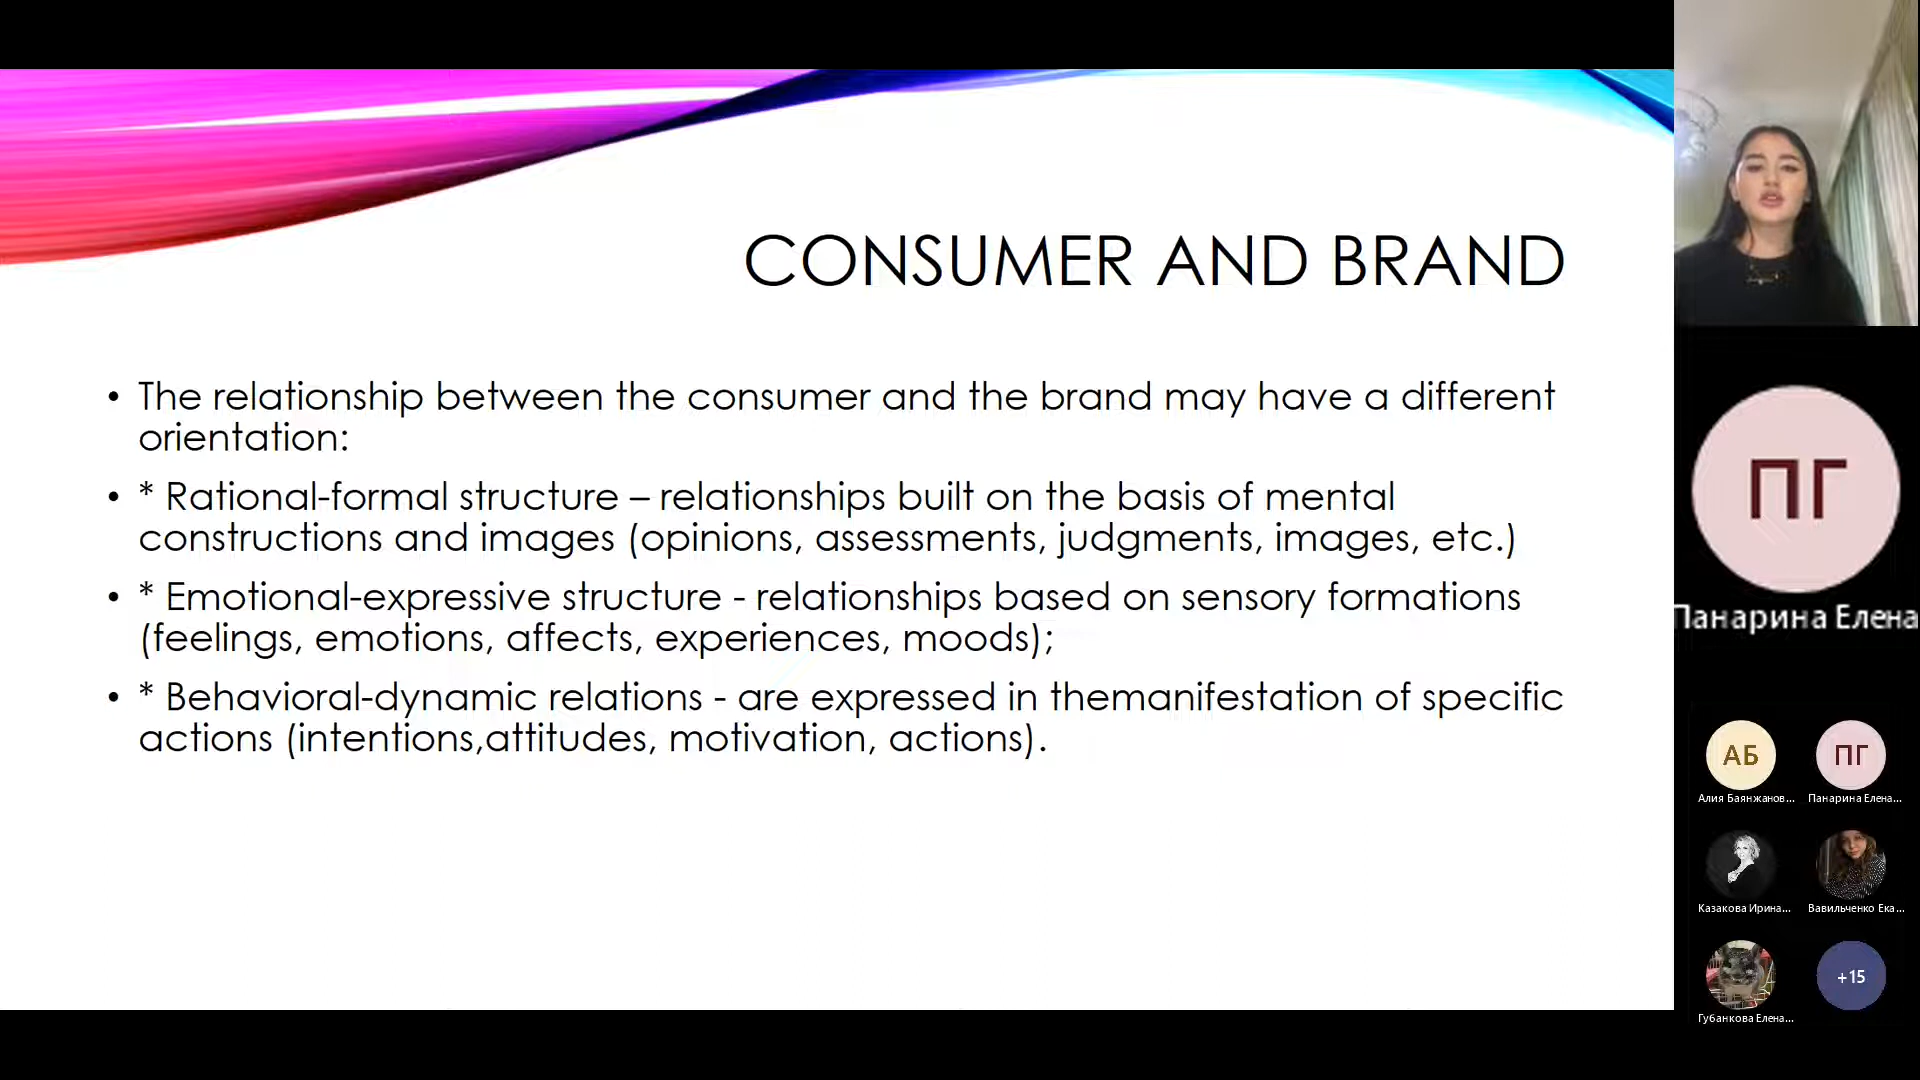 CONSUMER AND BRAND
• The relationship between the consumer and the brand may have a different
orientation:
• * Rational-formal structure – relationships built on the basis of mental
constructions and images (opinions, assessments, judgments, images, etc.)
• * Emotional-expressive structure - relationships based on sensory formations
(feelings, emotions, affects, experiences, moods);
• * Behavioral-dynamic relations - are expressed in themanifestation of specific
actions (intentions,attitudes, motivation, actions).
ПГ
Панарина Елена
АБ
ПГ
Алия Баянжанов...
Панарина Елена...
Казакова Ирина...
Вавильченко Ека...
Губанкова Елена...
+15